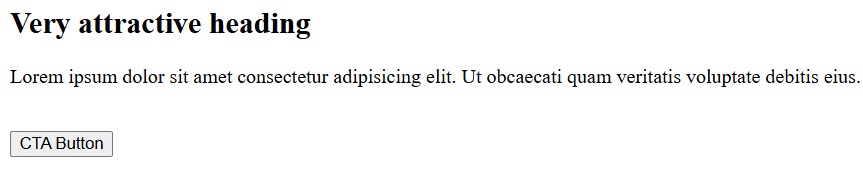 Very attractive heading
Lorem ipsum dolor sit amet consectetur adipisicing elit. Ut obcaecati quam veritatis voluptate debitis eius.
CTA Button